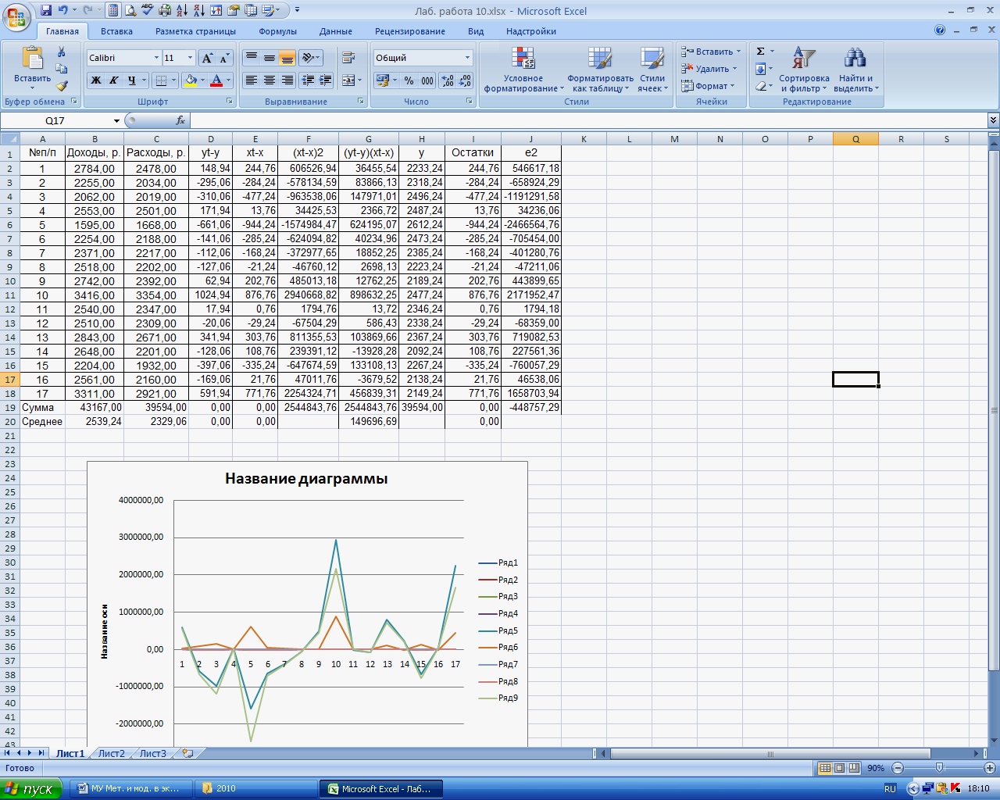 Лаб. работа 10.xlsx - Microsoft Excel
Главная Вставка Разметка страницы Формулы Данные Рецензирование Вид Надстройки
Calibri 11 Общий
Вставить Ж К Ч % 000 Условное форматирование Форматировать как таблицу Стили ячеек Вставить Удалить Формат Сортировка и фильтр Найти и выделить
Буфер обмена Шрифт Выравнивание Число Стили Ячейки Редактирование
Q17 fx
A B C D E F G H I J K L M N O P Q R S
1 №п/п Доходы, р. Расходы, р. yt-y xt-x (xt-x)2 (yt-y)(xt-x) y Остатки e2
2 1 2784,00 2478,00 148,94 244,76 606526,94 36455,54 2233,24 244,76 546617,18
3 2 2255,00 2034,00 -295,06 -284,24 -578134,59 83866,13 2318,24 -284,24 -658924,29
4 3 2062,00 2019,00 -310,06 -477,24 -963538,06 147971,01 2496,24 -477,24 -1191291,58
5 4 2553,00 2501,00 171,94 13,76 34425,53 2366,72 2487,24 13,76 34236,06
6 5 1595,00 1668,00 -661,06 -944,24 -1574984,47 624195,07 2612,24 -944,24 -2466564,76
7 6 2254,00 2188,00 -141,06 -285,24 -624094,82 40234,96 2473,24 -285,24 -705454,00
8 7 2371,00 2217,00 -112,06 -168,24 -372977,65 18852,25 2385,24 -168,24 -401280,76
9 8 2518,00 2202,00 -127,06 -21,24 -46760,12 2698,13 2223,24 -21,24 -47211,06
10 9 2742,00 2392,00 62,94 202,76 485013,18 12762,25 2189,24 202,76 443899,65
11 10 3416,00 3354,00 1024,94 876,76 2940668,82 898632,25 2477,24 876,76 2171952,47
12 11 2540,00 2347,00 17,94 0,76 1794,76 13,72 2346,24 0,76 1794,18
13 12 2510,00 2309,00 -20,06 -29,24 -67504,29 586,43 2338,24 -29,24 -68359,00
14 13 2843,00 2671,00 341,94 303,76 811355,53 103869,66 2367,24 303,76 719082,53
15 14 2648,00 2201,00 -128,06 108,76 239391,12 -13928,28 2092,24 108,76 227561,36
16 15 2204,00 1932,00 -397,06 -335,24 -647674,59 133108,13 2267,24 -335,24 -760057,29
17 16 2561,00 2160,00 -169,06 21,76 47011,76 -3679,52 2138,24 21,76 46538,06
18 17 3311,00 2921,00 591,94 771,76 2254324,71 456839,31 2149,24 771,76 1658703,94
19 Сумма 43167,00 39594,00 0,00 0,00 2544843,76 2544843,76 39594,00 0,00 -448757,29
20 Среднее 2539,24 2329,06 0,00 0,00 149696,69 0,00
21
22
23
24
25
26
27
28
29
30
31
32
33
34
35
36
37
38
39
40
41
42
43
Название диаграммы
4000000,00
3000000,00
2000000,00
1000000,00
0,00
-1000000,00
-2000000,00
Название оси
1 2 3 4 5 6 7 8 9 10 11 12 13 14 15 16 17
Ряд1
Ряд2
Ряд3
Ряд4
Ряд5
Ряд6
Ряд7
Ряд8
Ряд9
Лист1 Лист2 Лист3
Готово 90%
пуск МУ Мет. и мод. в эк... 2010 Microsoft Excel - Лаб... RU 18:10